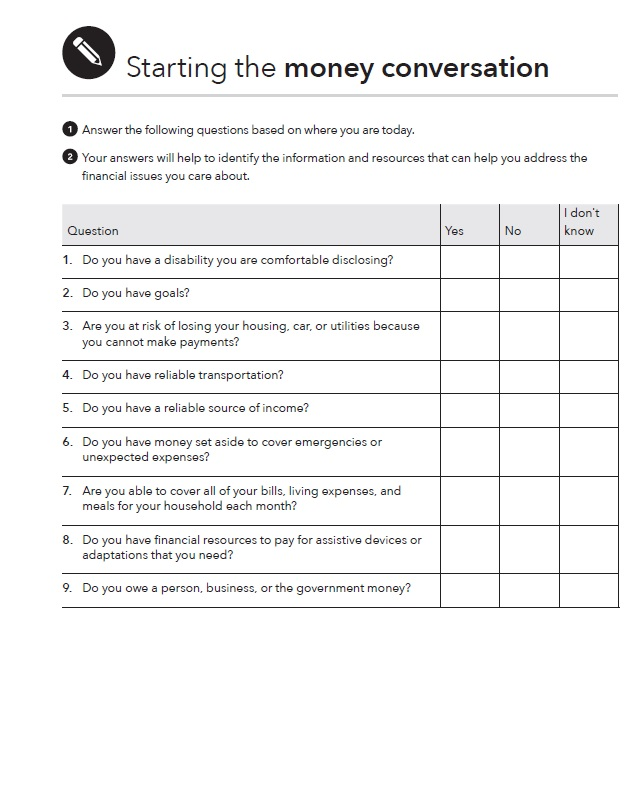 Starting the money conversation
1 Answer the following questions based on where you are today.
2 Your answers will help to identify the information and resources that can help you address the
financial issues you care about.
Question Yes No I don't know
1. Do you have a disability you are comfortable disclosing?
2. Do you have goals?
3. Are you at risk of losing your housing, car, or utilities because
you cannot make payments?
4. Do you have reliable transportation?
5. Do you have a reliable source of income?
6. Do you have money set aside to cover emergencies or
unexpected expenses?
7. Are you able to cover all of your bills, living expenses, and
meals for your household each month?
8. Do you have financial resources to pay for assistive devices or
adaptations that you need?
9. Do you owe a person, business, or the government money?